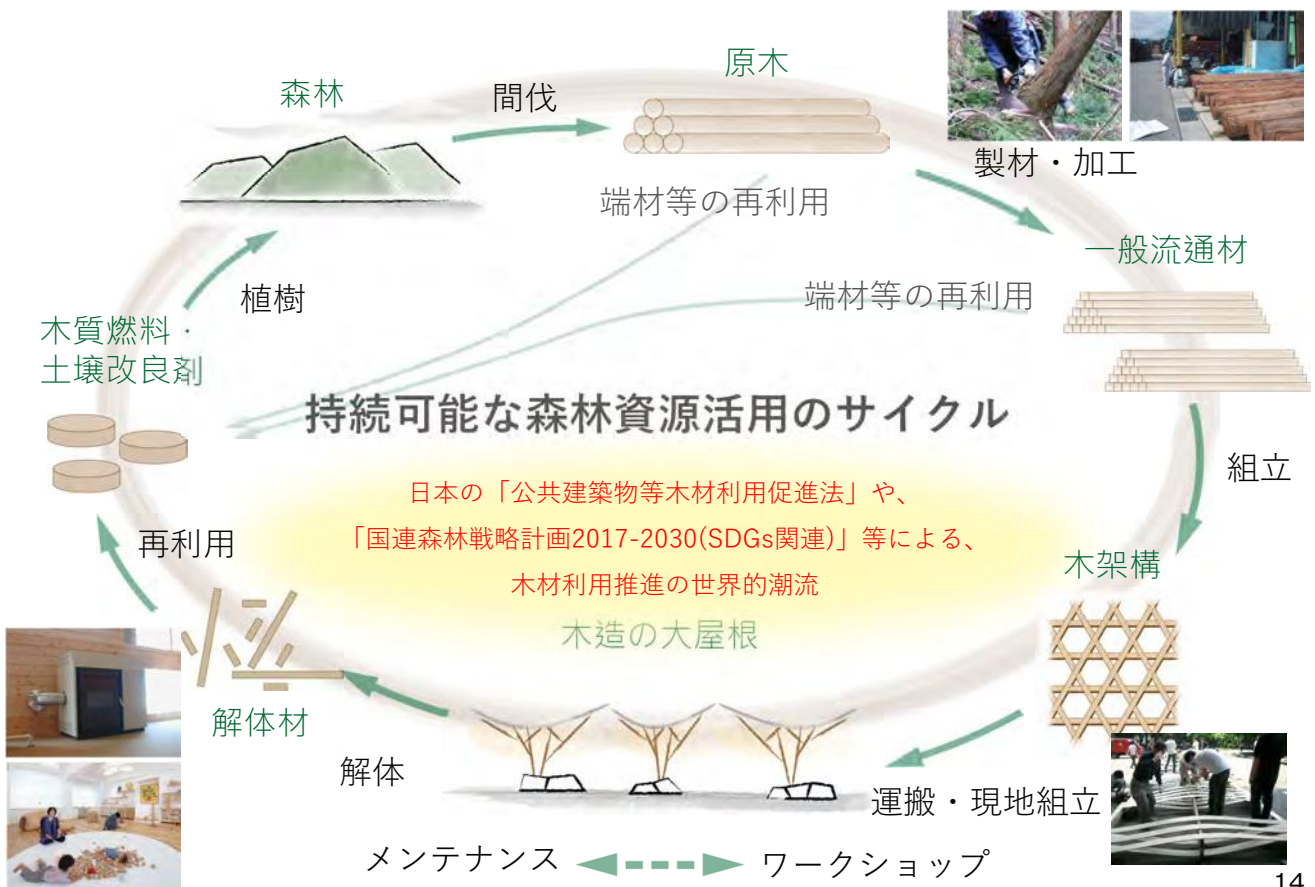 原木
森林
間伐
製材・加工
端材等の再利用
一般流通材
植樹
端材等の再利用
木質燃料・
土壌改良剤
持続可能な森林資源活用のサイクル
組立
日本の「公共建築物等木材利用促進法」や、
「国連森林戦略計画2017-2030(SDGs関連)」等による、
木材利用推進の世界的潮流
再利用
木架構
木造の大屋根
解体材
解体
運搬・現地組立
メンテナンス
ワークショップ
14